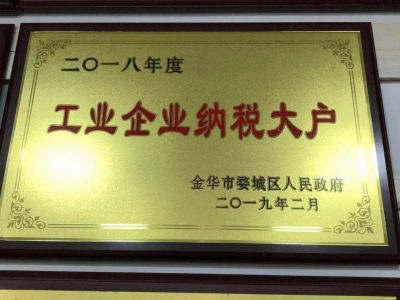 二〇一八年度
工业企业纳税大户
金华市婺城区人民政府
二〇一九年二月